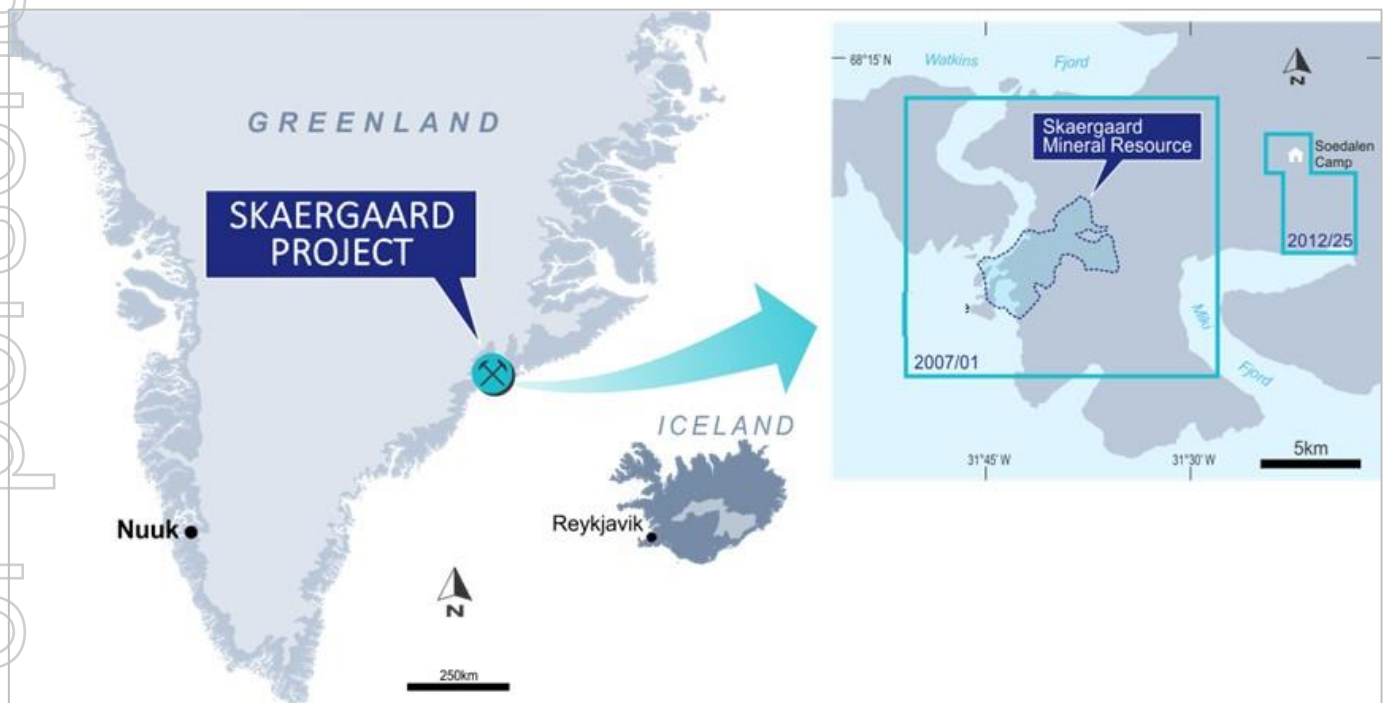 GREENLAND
SKAERGAARD
PROJECT
ICELAND
Reykjavik
Nuuk
N
250km
68°15' N
Watkins
Fjord
N
Skaergaard
Mineral Resource
Soedalen
Camp
2012/25
2007/01
Miki
Fjord
31°45' W
31°30' W
5km